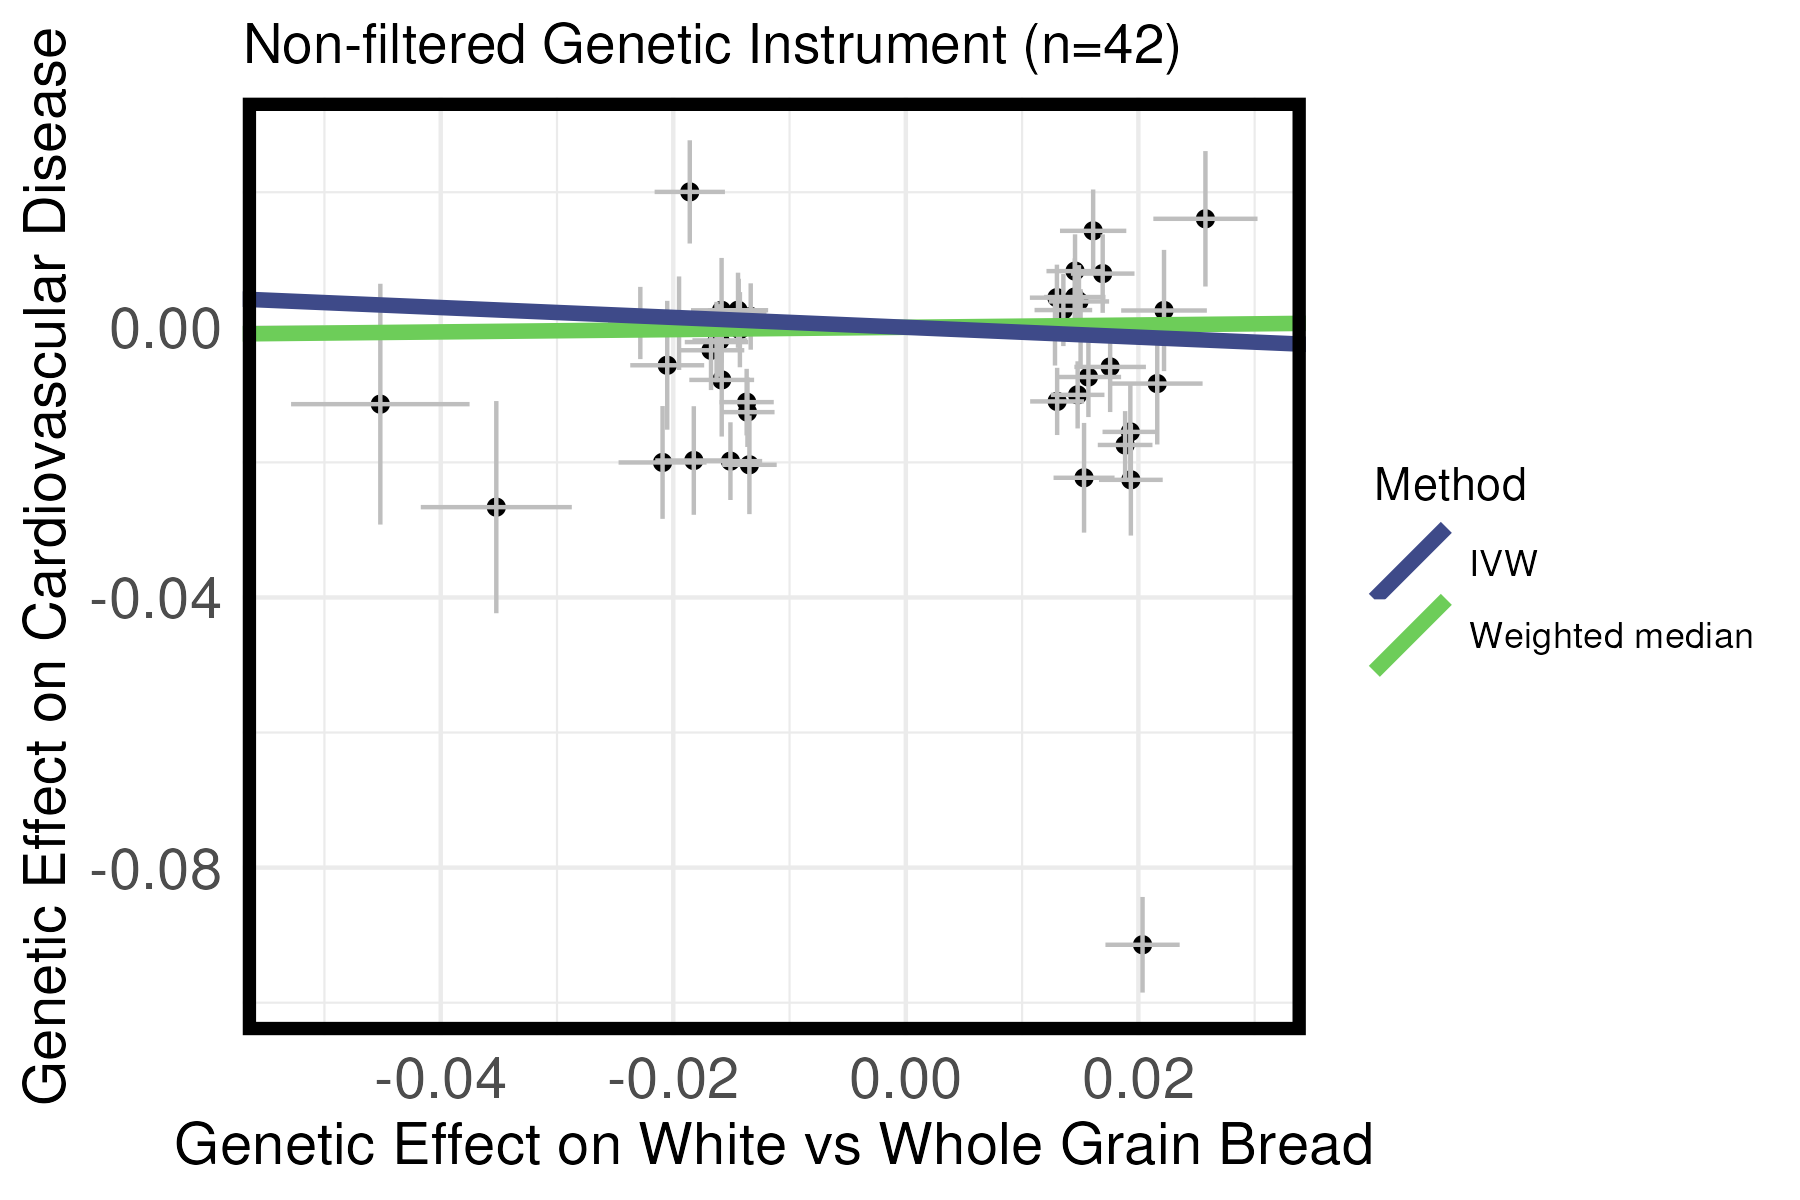 Non-filtered Genetic Instrument (n=42)
Genetic Effect on Cardiovascular Disease
0.00
-0.04
-0.08
-0.04
-0.02
0.00
0.02
Genetic Effect on White vs Whole Grain Bread
Method
IVW
Weighted median